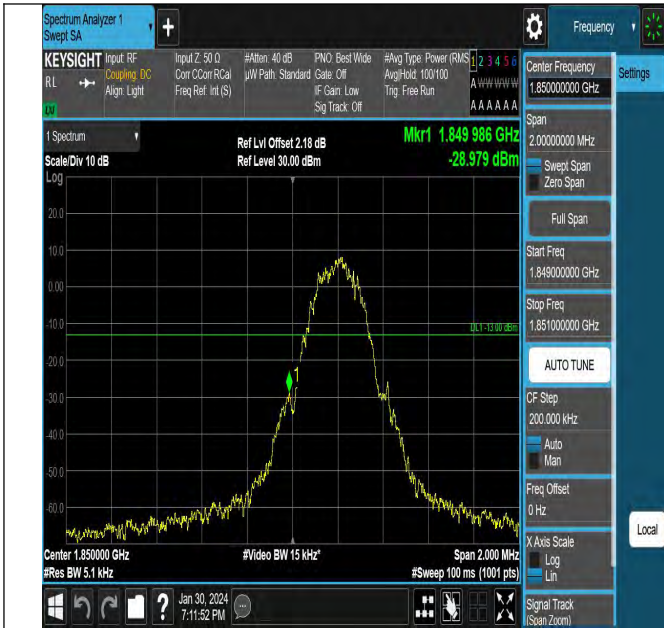 Spectrum Analyzer 1
Swept SA
+
Frequency
KEYSIGHT
RL
Input: RF
Coupling: DC
Align: Light
Input Z: 50 Ω
Corr CCorr RCal
Freq Ref: Int (S)
#Atten: 40 dB
µW Path: Standard
PNO: Best Wide
Gate: Off
IF Gain: Low
Sig Track: Off
#Avg Type: Power (RMS
Avg|Hold: 100/100
Trig: Free Run
1 2 3 4 5 6
A W W W W W
A A A A A A
1 Spectrum
Scale/Div 10 dB
Ref Lvl Offset 2.18 dB
Ref Level 30.00 dBm
Mkr1 1.849 986 GHz
-28.979 dBm
Log
20.0
10.0
0.00
-10.0
-20.0
-30.0
-40.0
-50.0
-60.0
DL1 -13.00 dBm
1
Center 1.850000 GHz
#Res BW 5.1 kHz
#Video BW 15 kHz*
Span 2.000 MHz
#Sweep 100 ms (1001 pts)
Center Frequency
1.850000000 GHz
Settings
Span
2.00000000 MHz
Swept Span
Zero Span
Full Span
Start Freq
1.849000000 GHz
Stop Freq
1.851000000 GHz
AUTO TUNE
CF Step
200.000 kHz
Auto
Man
Freq Offset
0 Hz
X Axis Scale
Log
Lin
Local
Signal Track
(Span Zoom)
?
Jan 30, 2024
7:11:52 PM